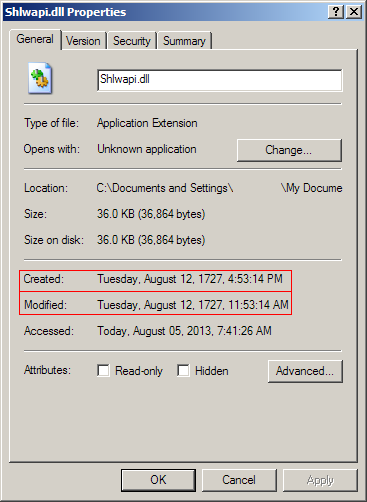 Shlwapi.dll Properties
General Version Security Summary
Shlwapi.dll
Type of file: Application Extension
Opens with: Unknown application Change...
Location: C:\Documents and Settings\ \My Docume
Size: 36.0 KB (36,864 bytes)
Size on disk: 36.0 KB (36,864 bytes)
Created: Tuesday, August 12, 1727, 4:53:14 PM
Modified: Tuesday, August 12, 1727, 11:53:14 AM
Accessed: Today, August 05, 2013, 7:41:26 AM
Attributes: Read-only Hidden Advanced...
OK Cancel Apply